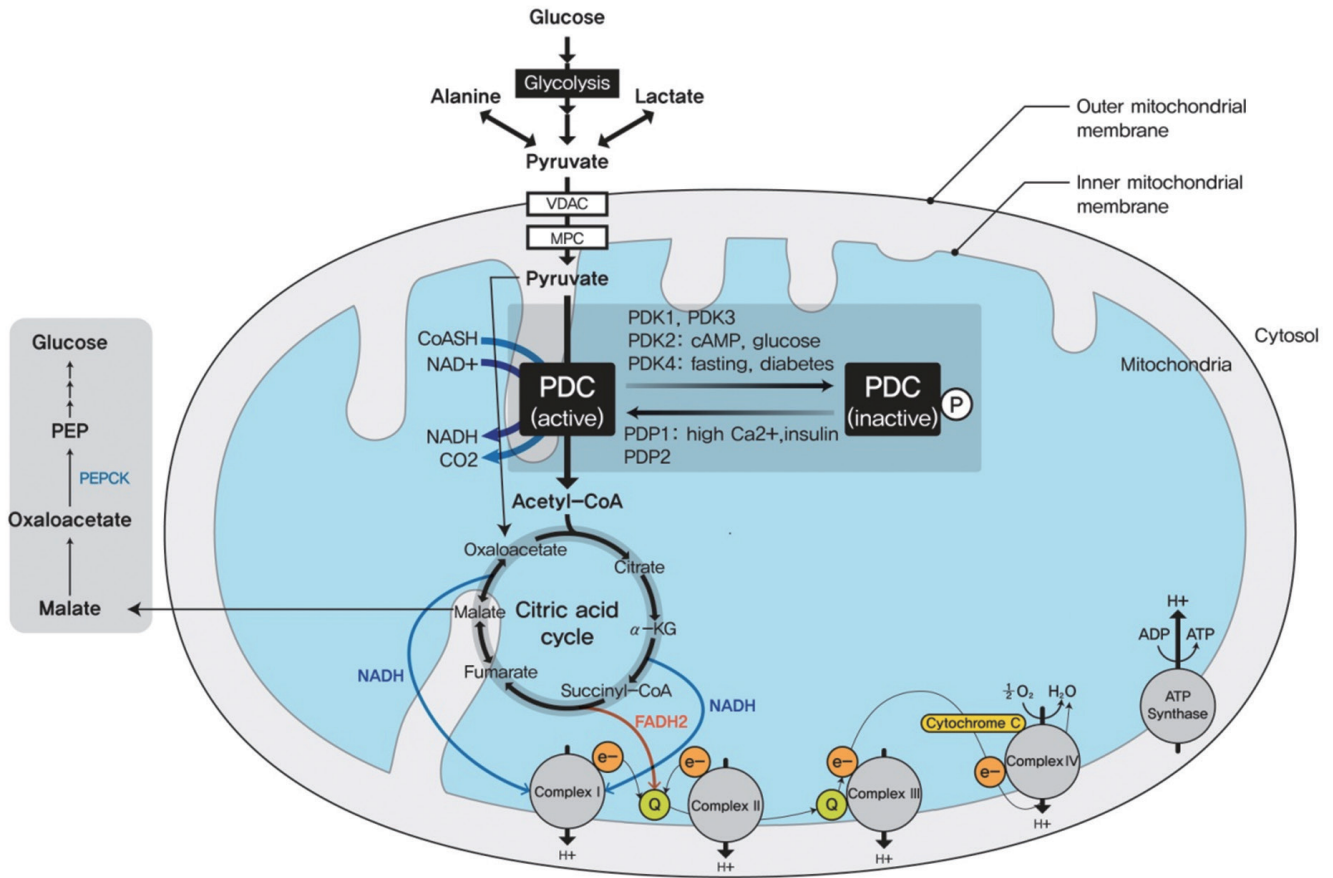 Glucose
Glycolysis
Alanine
Lactate
Pyruvate
VDAC
MPC
Pyruvate
Outer mitochondrial
membrane
Inner mitochondrial
membrane
Cytosol
Mitochondria
CoASH
NAD+
NADH
CO2
PDC
(active)
PDK1, PDK3
PDK2: cAMP, glucose
PDK4: fasting, diabetes
PDP1: high Ca2+,insulin
PDP2
PDC
(inactive)
P
Glucose
PEP
PEPCK
Oxaloacetate
Malate
Acetyl-CoA
Oxaloacetate
Citrate
Malate
Citric acid
cycle
α-KG
Fumarate
Succinyl-CoA
NADH
FADH2
NADH
Complex I
e-
Q
e-
Complex II
Q
e-
Complex III
Cytochrome C
½O₂
H₂O
e-
Complex IV
H+
ADP
ATP
ATP
Synthase
H+
H+
H+
H+